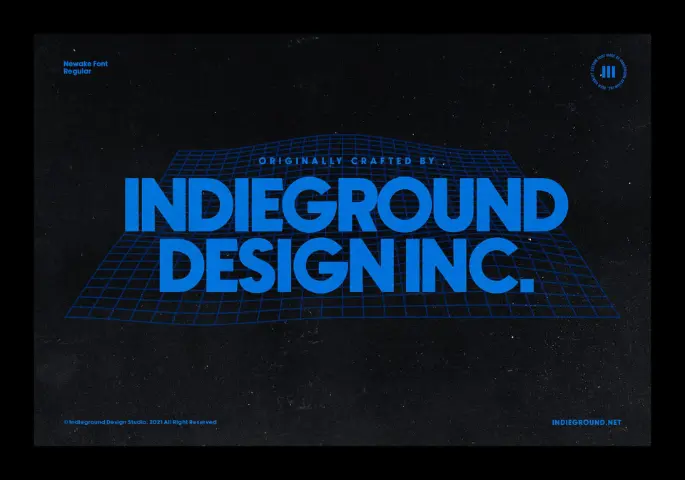 Newake Font
Regular
ORIGINALLY CRAFTED BY
INDIEGROUND
DESIGN INC.
© Indieground Design Studio. 2021 All Right Reserved
INDIEGROUND.NET